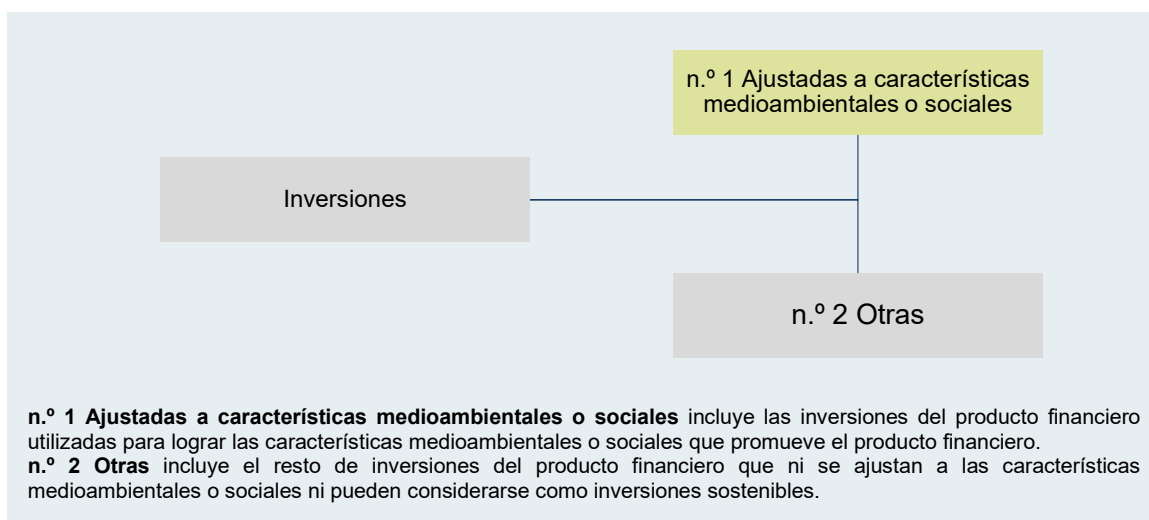 n.º 1 Ajustadas a características
medioambientales o sociales
Inversiones
n.º 2 Otras
n.º 1 Ajustadas a características medioambientales o sociales incluye las inversiones del producto financiero
utilizadas para lograr las características medioambientales o sociales que promueve el producto financiero.
n.º 2 Otras incluye el resto de inversiones del producto financiero que ni se ajustan a las características
medioambientales o sociales ni pueden considerarse como inversiones sostenibles.